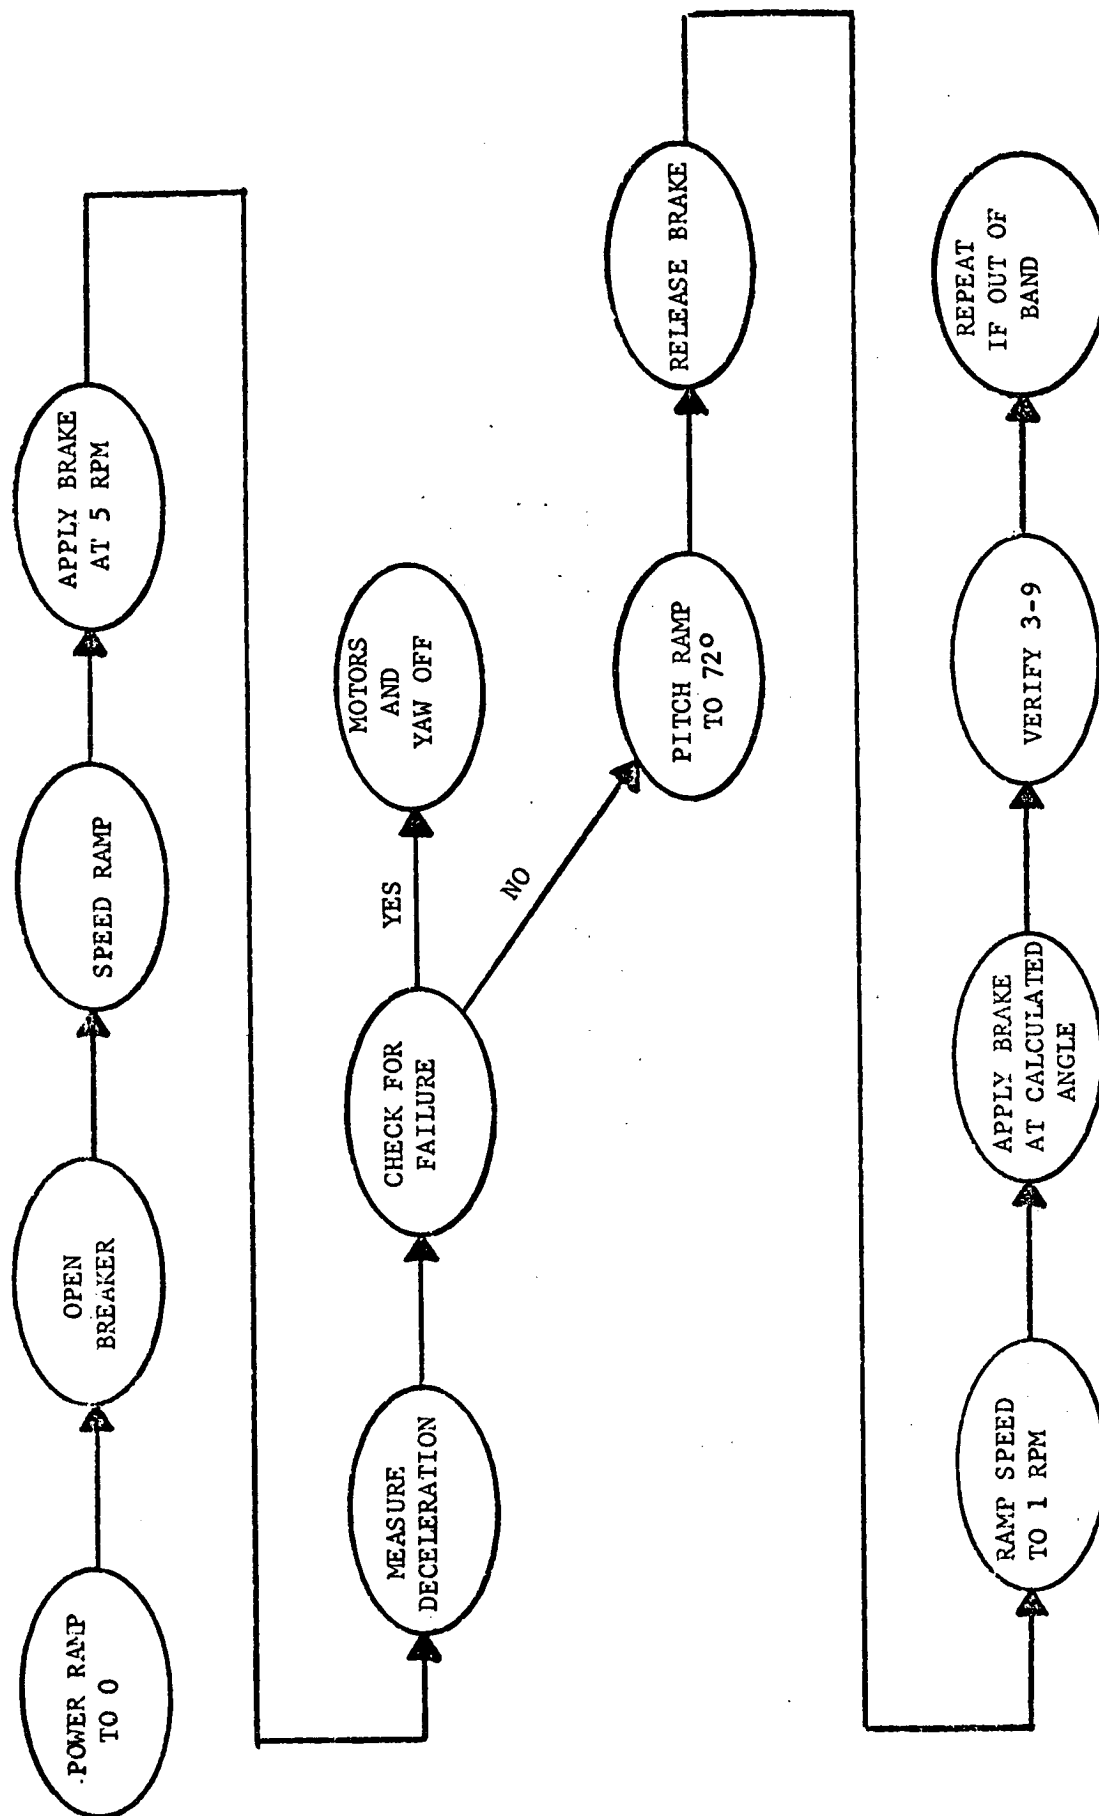 POWER RAMP
TO 0
OPEN
BREAKER
SPEED RAMP
APPLY BRAKE
AT 5 RPM
MEASURE
DECELERATION
CHECK FOR
FAILURE
YES
MOTORS
AND
YAW OFF
NO
PITCH RAMP
TO 72°
RELEASE BRAKE
RAMP SPEED
TO 1 RPM
APPLY BRAKE
AT CALCULATED
ANGLE
VERIFY 3-9
REPEAT
IF OUT OF
BAND